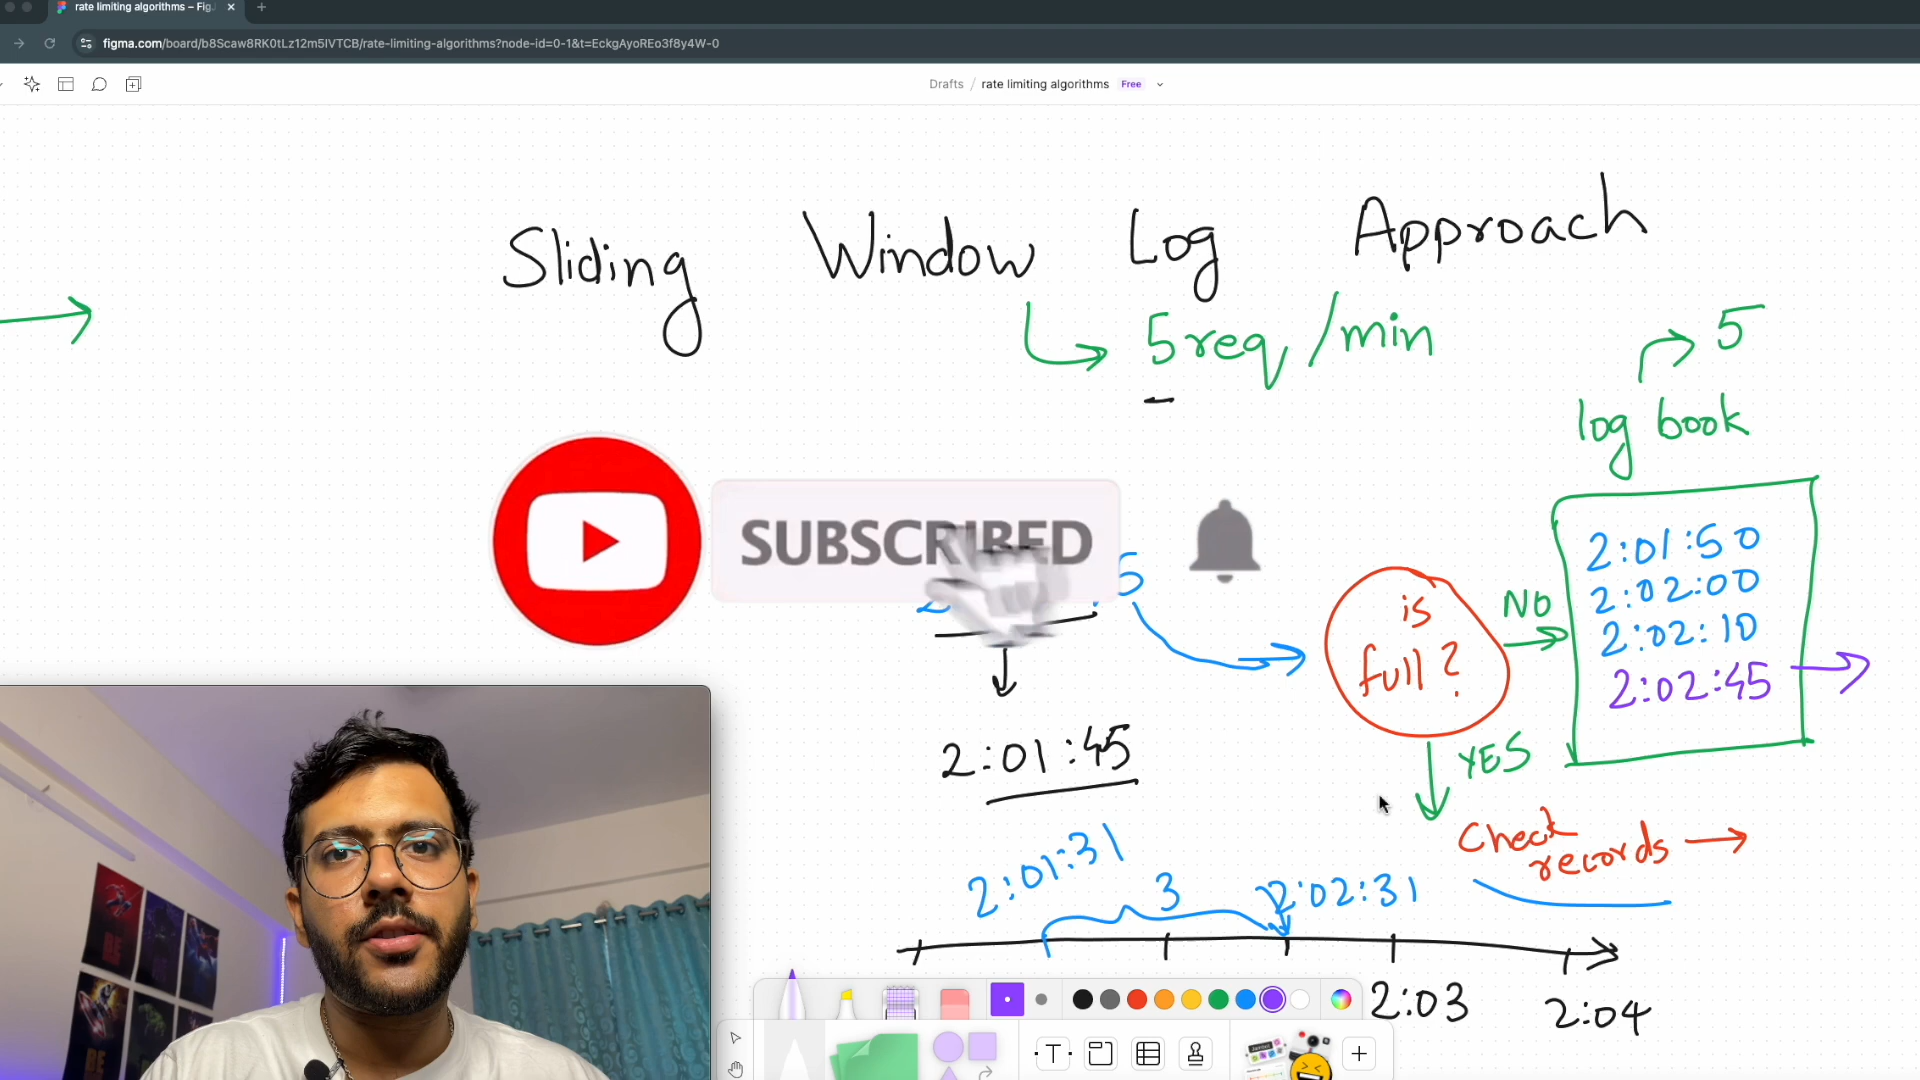 rate limiting algorithms – Fig
figma.com/board/b8Scaw8RK0tLz12m5IVTCB/rate-limiting-algorithms?node-id=0-1&t=EckgAyoREo3f8y4W-0
Drafts / rate limiting algorithms Free
Sliding Window Log Approach
5req/min
5
log book
SUBSCRIBED
2 5
is full?
NO
2:01:50
2:02:00
2:02:10
2:02:45
YES
2:01:45
Check records
2:01:31
3
2:02:31
2:03
2:04
T